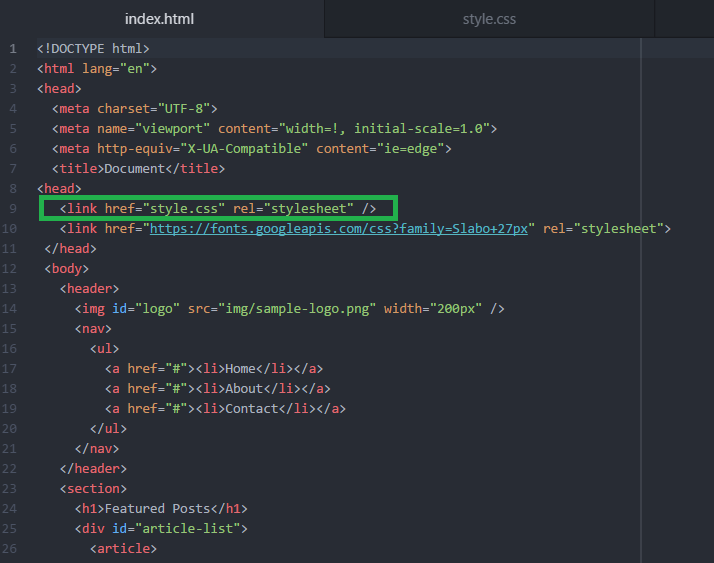 index.html style.css
1 <!DOCTYPE html>
2 <html lang="en">
3 <head>
4 <meta charset="UTF-8">
5 <meta name="viewport" content="width=!, initial-scale=1.0">
6 <meta http-equiv="X-UA-Compatible" content="ie=edge">
7 <title>Document</title>
8 <head>
9 <link href="style.css" rel="stylesheet" />
10 <link href="https://fonts.googleapis.com/css?family=Slabo+27px" rel="stylesheet">
11 </head>
12 <body>
13 <header>
14 <img id="logo" src="img/sample-logo.png" width="200px" />
15 <nav>
16 <ul>
17 <a href="#"><li>Home</li></a>
18 <a href="#"><li>About</li></a>
19 <a href="#"><li>Contact</li></a>
20 </ul>
21 </nav>
22 </header>
23 <section>
24 <h1>Featured Posts</h1>
25 <div id="article-list">
26 <article>